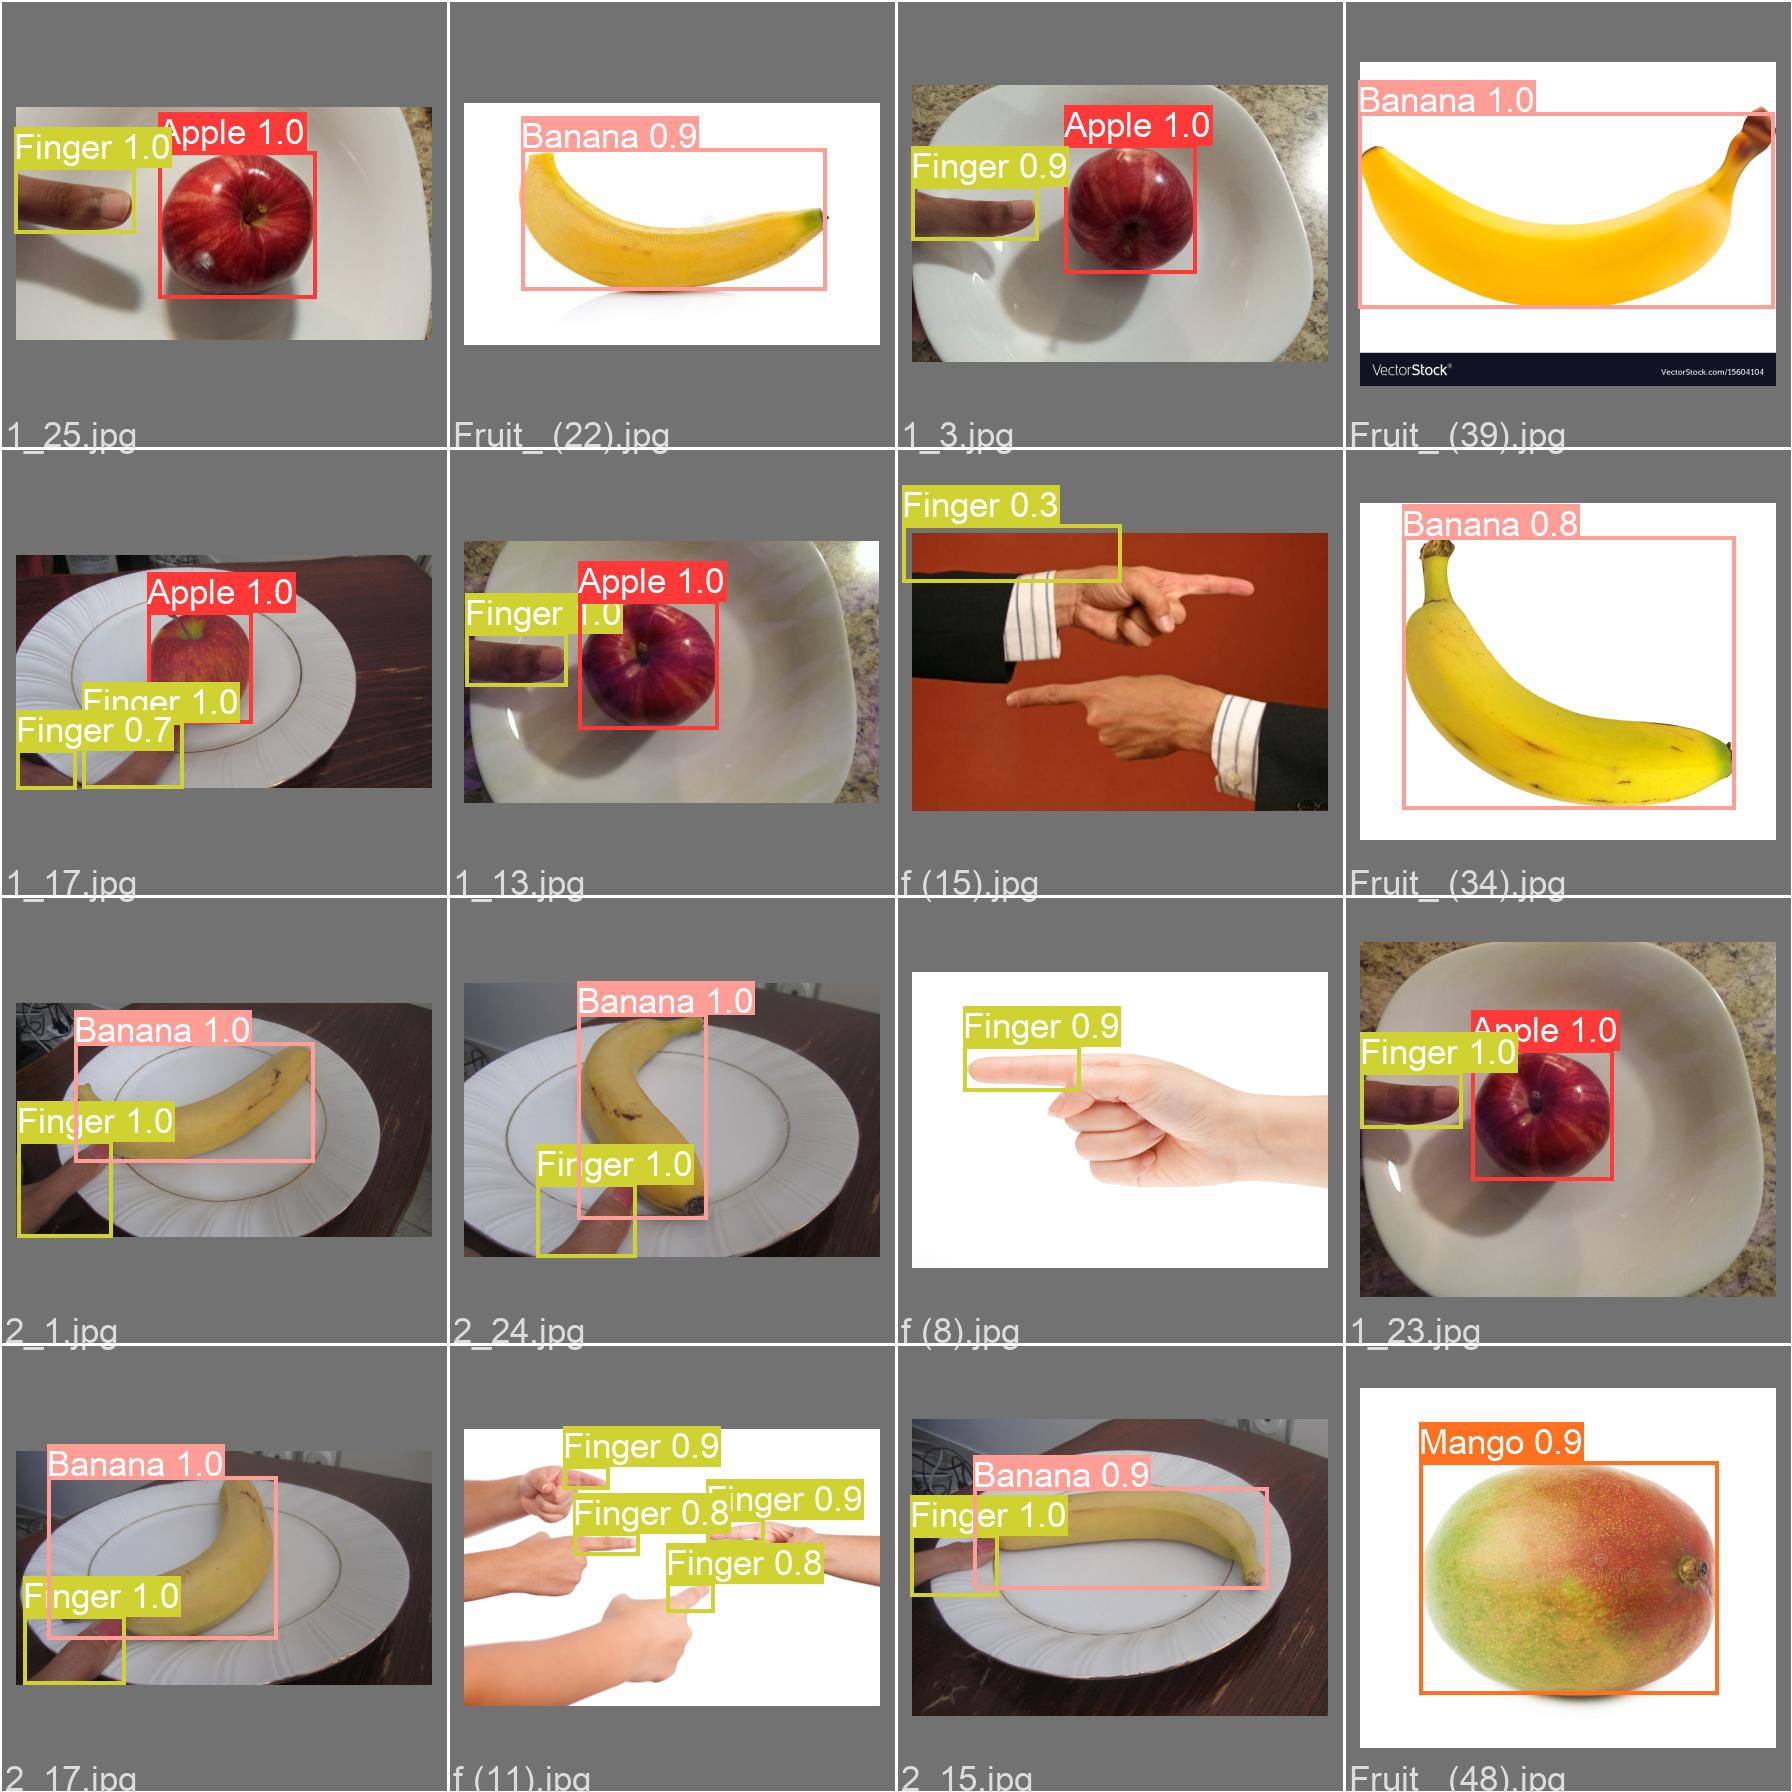 Finger 1.0
Apple 1.0
1_25.jpg
Banana 0.9
Fruit_ (22).jpg
Finger 0.9
Apple 1.0
1_3.jpg
Banana 1.0
VectorStock®
VectorStock.com/15604104
Fruit_ (39).jpg
Apple 1.0
Finger 1.0
Finger 0.7
1_17.jpg
Apple 1.0
Finger 1.0
1_13.jpg
Finger 0.3
f (15).jpg
Banana 0.8
Fruit_ (34).jpg
Banana 1.0
Finger 1.0
2_1.jpg
Banana 1.0
Finger 1.0
2_24.jpg
Finger 0.9
f (8).jpg
Apple 1.0
Finger 1.0
1_23.jpg
Banana 1.0
Finger 1.0
2_17.jpg
Finger 0.9
Finger 0.8
Finger 0.9
Finger 0.8
f (11).jpg
Banana 0.9
Finger 1.0
2_15.jpg
Mango 0.9
Fruit_ (48).jpg